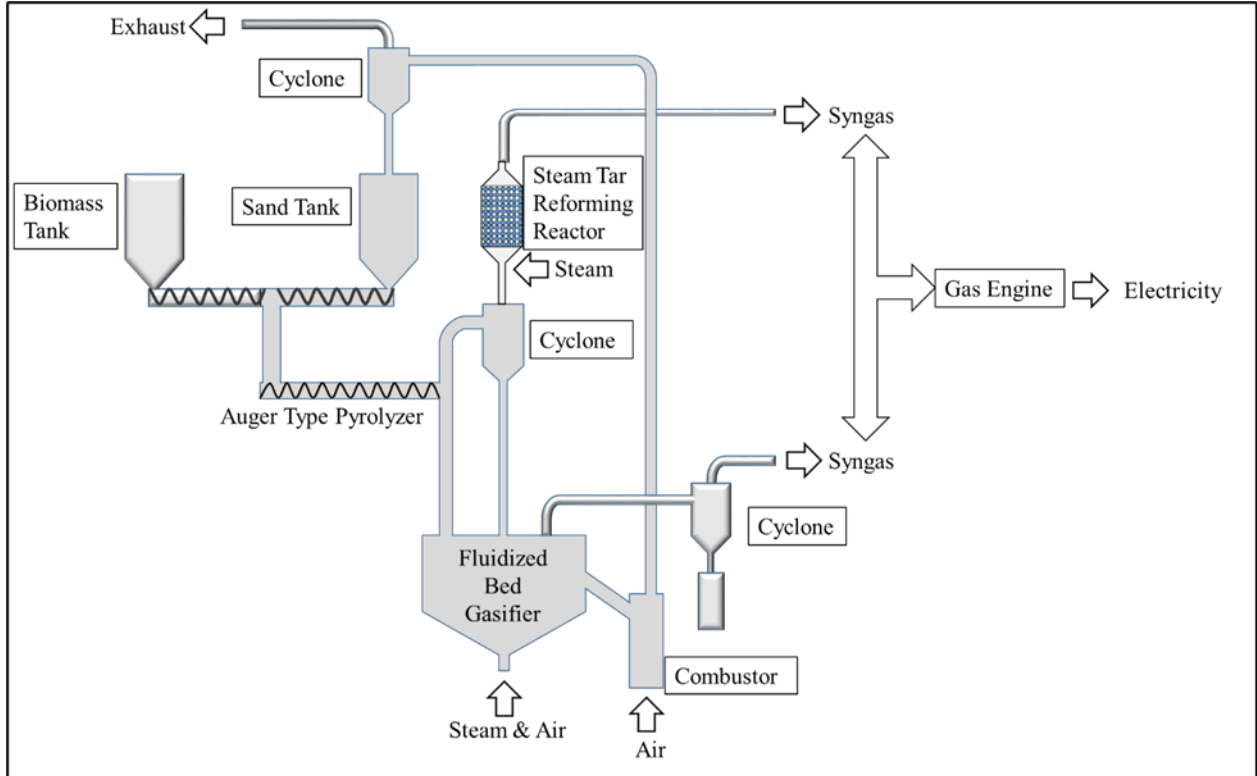 Exhaust
Cyclone
Syngas
Steam Tar
Reforming
Reactor
Biomass
Tank
Sand Tank
Steam
Gas Engine
Electricity
Cyclone
Auger Type Pyrolyzer
Syngas
Cyclone
Fluidized
Bed
Gasifier
Combustor
Steam & Air
Air